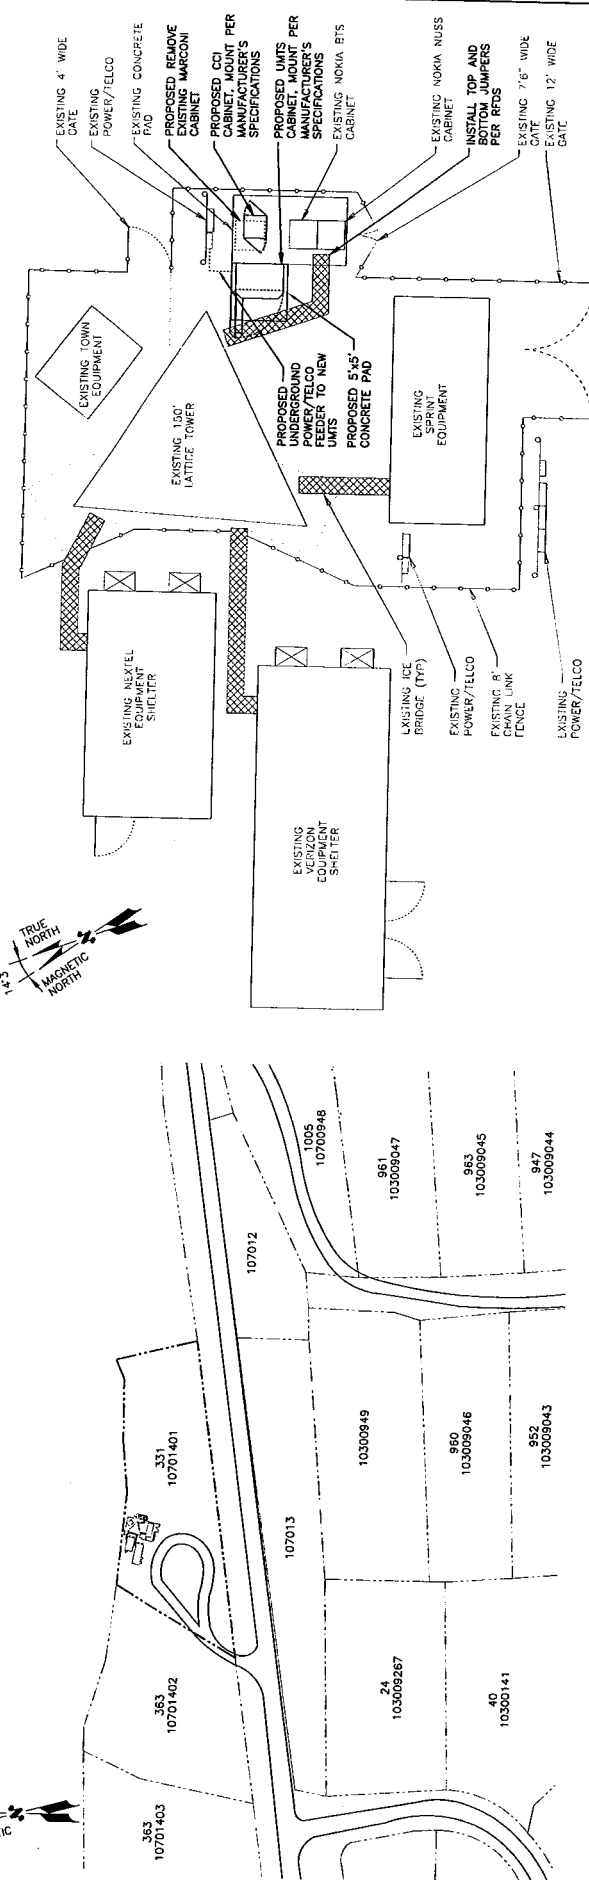 EXISTING 4' WIDE
GATE
EXISTING
POWER/TELCO
EXISTING CONCRETE
PAD
PROPOSED REMOVE
EXISTING MARCONI
CABINET
PROPOSED CCI
CABINET, MOUNT PER
MANUFACTURER'S
SPECIFICATIONS
PROPOSED UMTS
CABINET, MOUNT PER
MANUFACTURER'S
SPECIFICATIONS
EXISTING NOKIA BTS
CABINET
EXISTING NOKIA NUSS
CABINET
INSTALL TOP AND
BOTTOM JUMPERS
PER RFDS
EXISTING 7'6" WIDE
GATE
EXISTING 12' WIDE
GATE
EXISTING TOWN
EQUIPMENT
EXISTING 150'
LATTICE TOWER
PROPOSED
UNDERGROUND
POWER/TELCO
FEEDER TO NEW
UMTS
PROPOSED 5'x5'
CONCRETE PAD
EXISTING
SPRINT
EQUIPMENT
EXISTING NEXTEL
EQUIPMENT
SHELTER
EXISTING
VERIZON
EQUIPMENT
SHELTER
EXISTING ICE
BRIDGE (TYP)
EXISTING
POWER/TELCO
EXISTING 8'
CHAIN LINK
FENCE
EXISTING
POWER/TELCO
14°3
TRUE
NORTH
MAGNETIC
NORTH
N
1005
10700948
961
103009047
963
103009045
947
103009044
107012
331
10701401
107013
10300949
960
103009046
952
103009043
363
10701402
24
103009267
40
10300141
363
10701403
N